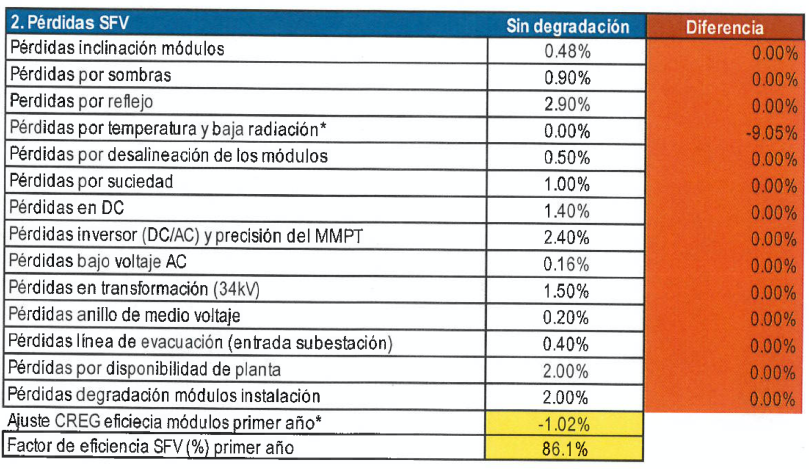 2. Pérdidas SFV Sin degradación Diferencia
Pérdidas inclinación módulos 0.48% 0.00%
Pérdidas por sombras 0.90% 0.00%
Perdidas por reflejo 2.90% 0.00%
Pérdidas por temperatura y baja radiación* 0.00% -9.05%
Pérdidas por desalineación de los módulos 0.50% 0.00%
Pérdidas por suciedad 1.00% 0.00%
Pérdidas en DC 1.40% 0.00%
Pérdidas inversor (DC/AC) y precisión del MMPT 2.40% 0.00%
Pérdidas bajo voltaje AC 0.16% 0.00%
Pérdidas en transformación (34kV) 1.50% 0.00%
Pérdidas anillo de medio voltaje 0.20% 0.00%
Pérdidas línea de evacuación (entrada subestación) 0.40% 0.00%
Pérdidas por disponibilidad de planta 2.00% 0.00%
Pérdidas degradación módulos instalación 2.00% 0.00%
Ajuste CREG eficiecia módulos primer año* -1.02%
Factor de eficiencia SFV (%) primer año 86.1%